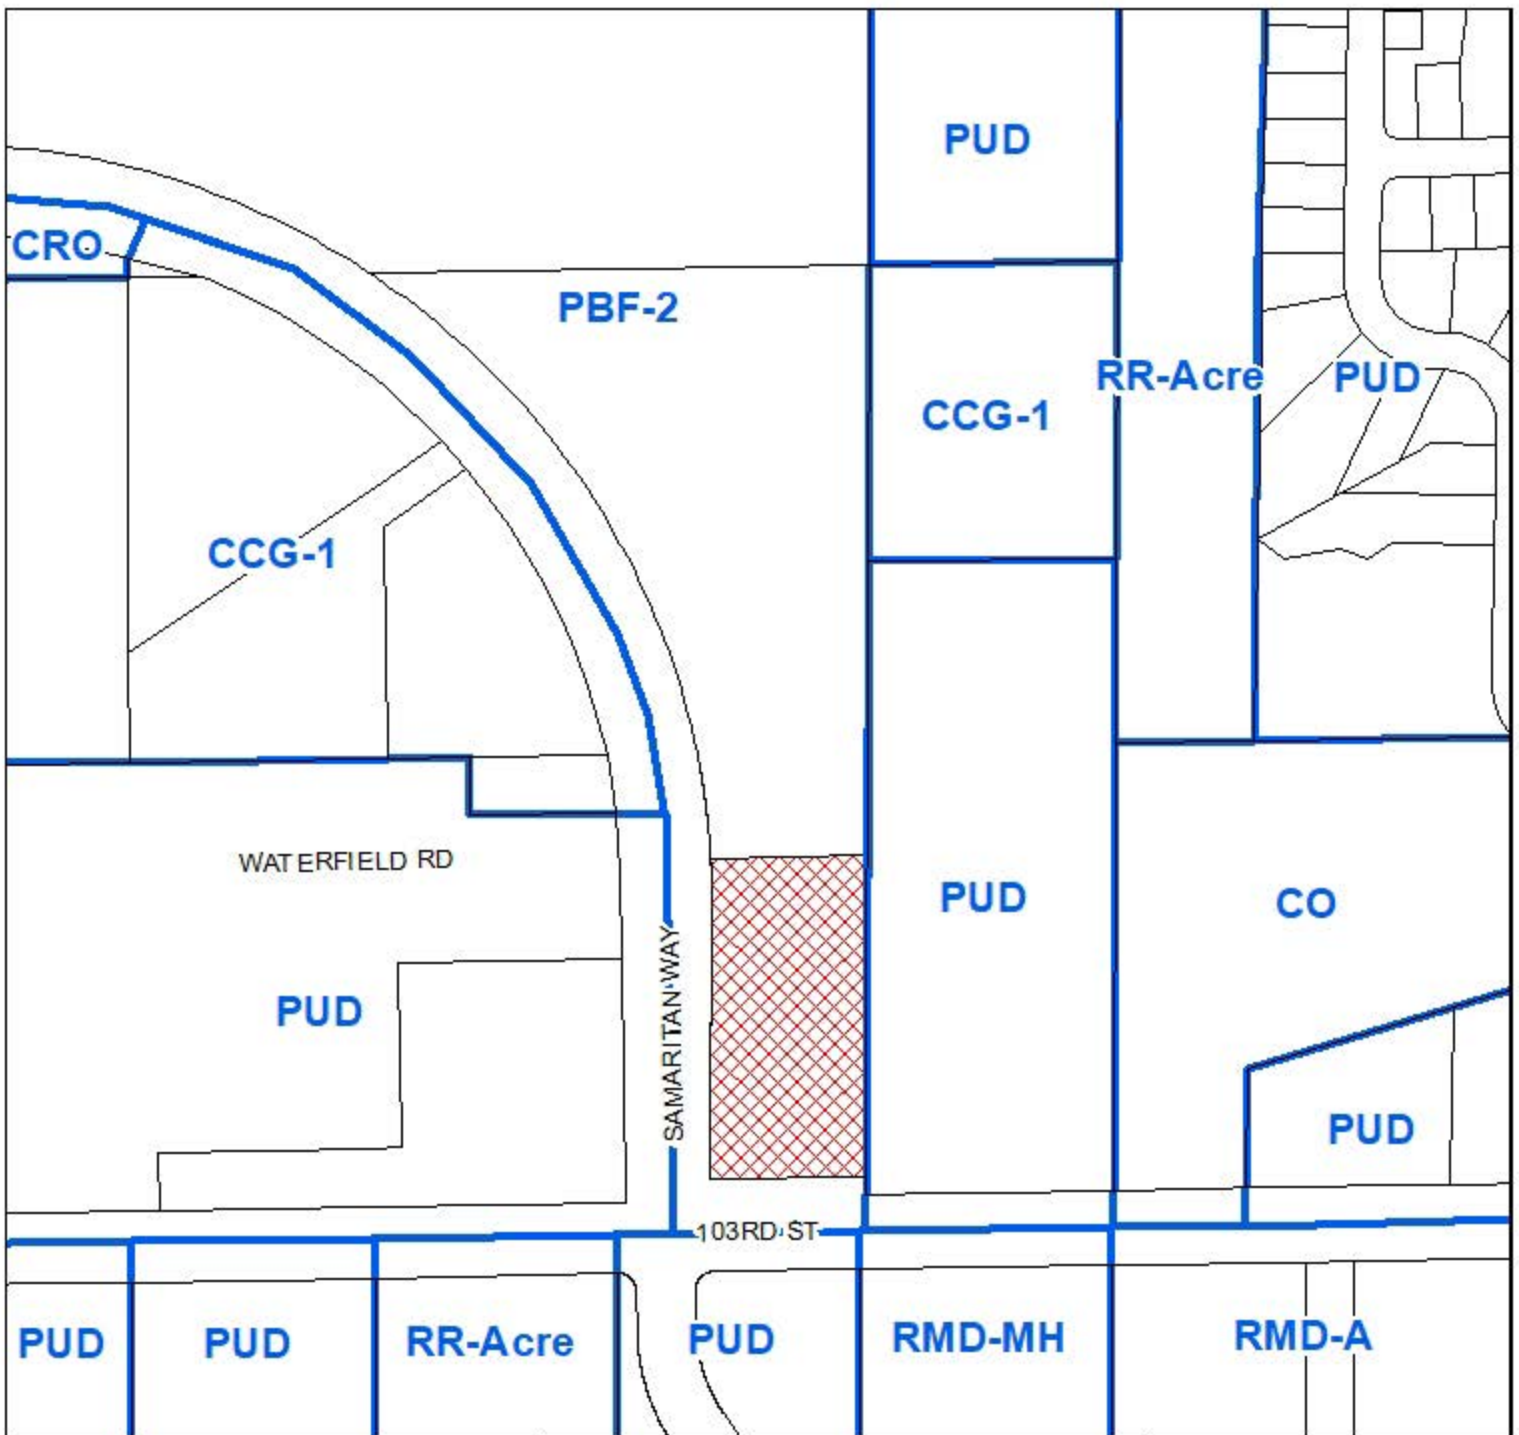 PUD
CRO
PBF-2
RR-Acre
PUD
CCG-1
CCG-1
WATERFIELD RD
PUD
CO
PUD
SAMARITAN WAY
PUD
103RD ST
PUD
PUD
RR-Acre
PUD
RMD-MH
RMD-A